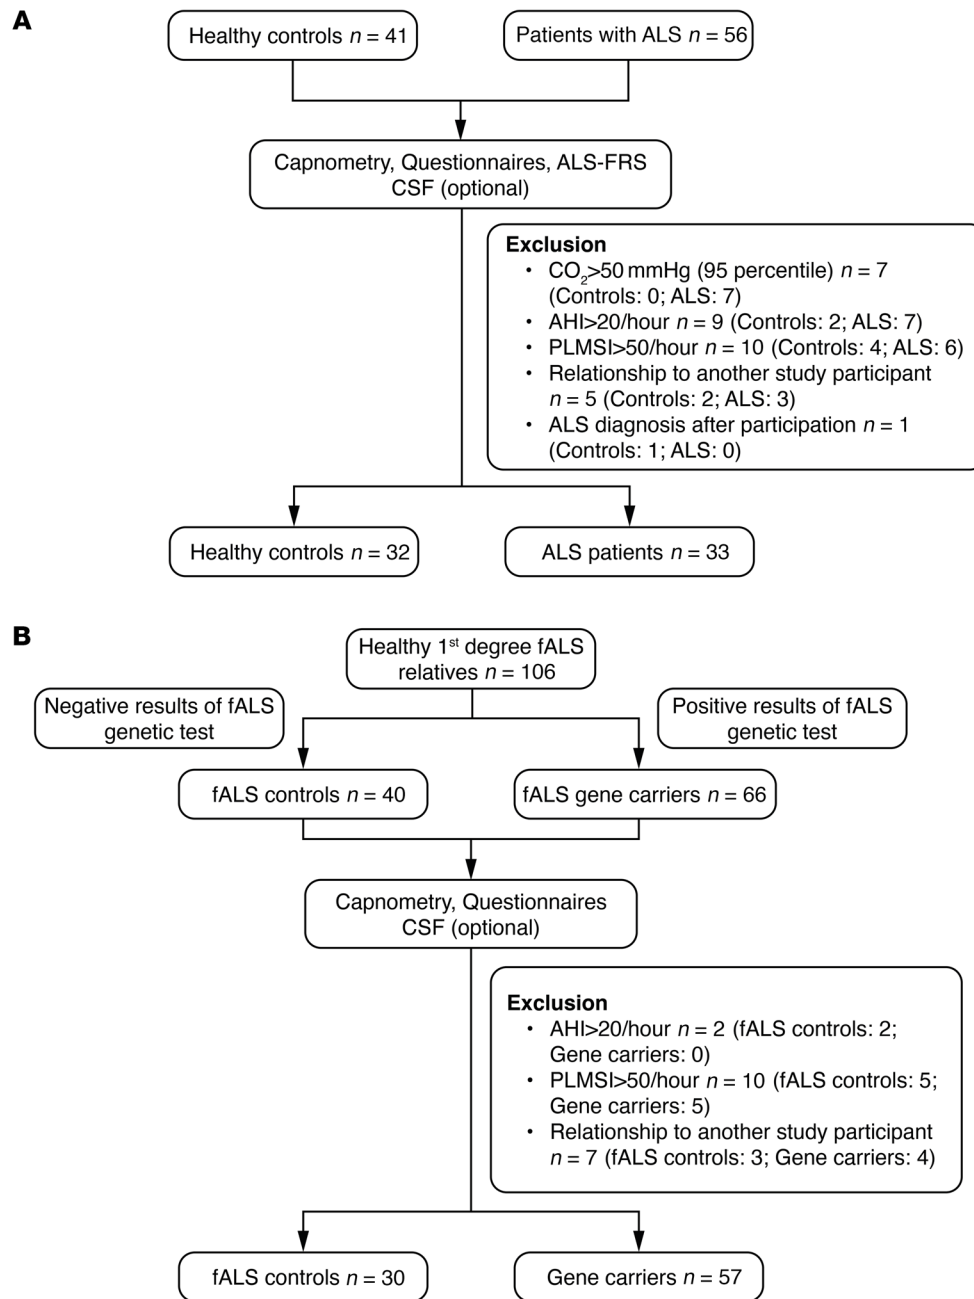 A
Healthy controls n = 41
Patients with ALS n = 56
Capnometry, Questionnaires, ALS-FRS
CSF (optional)
Exclusion
• CO₂>50 mmHg (95 percentile) n = 7
(Controls: 0; ALS: 7)
• AHI>20/hour n = 9 (Controls: 2; ALS: 7)
• PLMSI>50/hour n = 10 (Controls: 4; ALS: 6)
• Relationship to another study participant
n = 5 (Controls: 2; ALS: 3)
• ALS diagnosis after participation n = 1
(Controls: 1; ALS: 0)
Healthy controls n = 32
ALS patients n = 33
B
Healthy 1st degree fALS
relatives n = 106
Negative results of fALS
genetic test
Positive results of fALS
genetic test
fALS controls n = 40
fALS gene carriers n = 66
Capnometry, Questionnaires
CSF (optional)
Exclusion
• AHI>20/hour n = 2 (fALS controls: 2;
Gene carriers: 0)
• PLMSI>50/hour n = 10 (fALS controls: 5;
Gene carriers: 5)
• Relationship to another study participant
n = 7 (fALS controls: 3; Gene carriers: 4)
fALS controls n = 30
Gene carriers n = 57